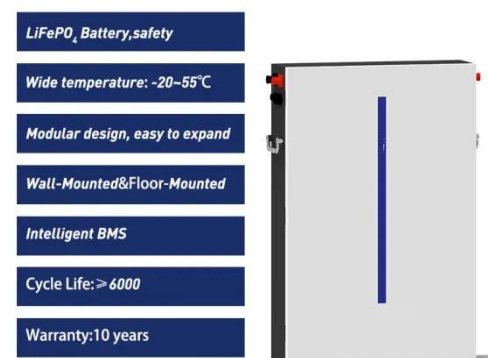 LiFePO₄ Battery,safety
Wide temperature: -20~55℃
Modular design, easy to expand
Wall-Mounted&Floor-Mounted
Intelligent BMS
Cycle Life:≥6000
Warranty:10 years